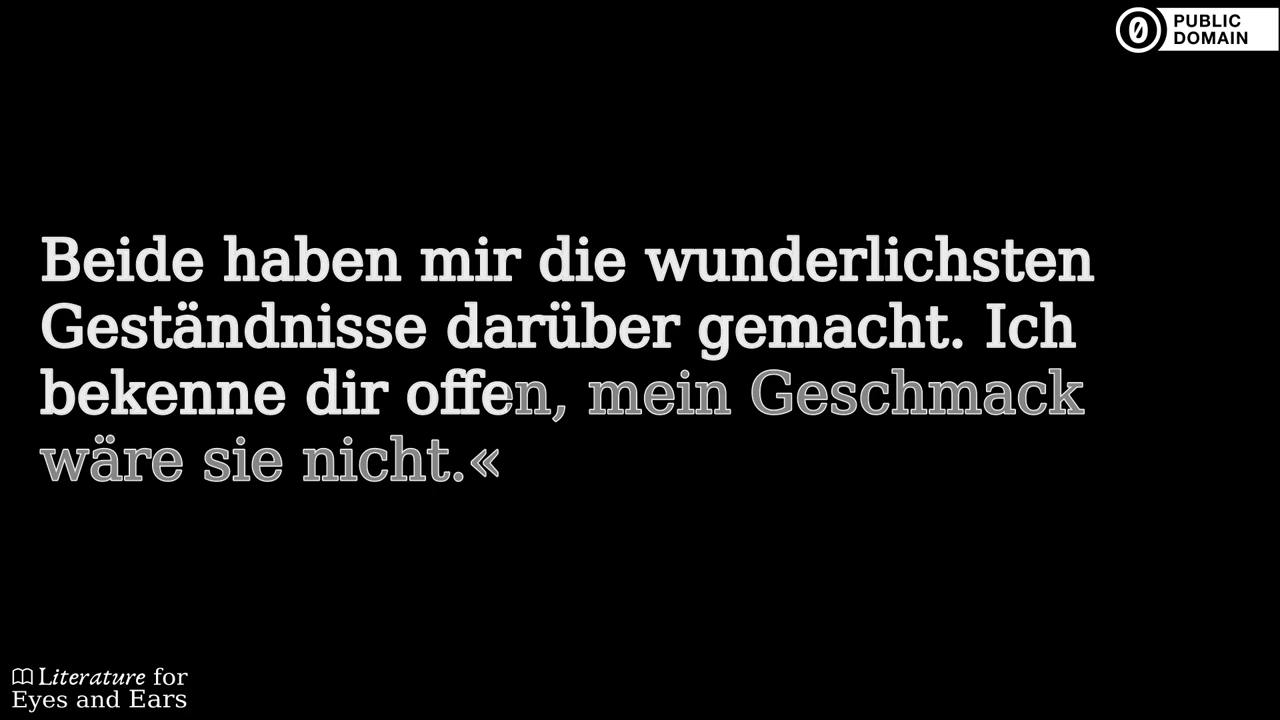 PUBLIC
DOMAIN
Beide haben mir die wunderlichsten
Geständnisse darüber gemacht. Ich
bekenne dir offen, mein Geschmack
wäre sie nicht.«
Literature for
Eyes and Ears